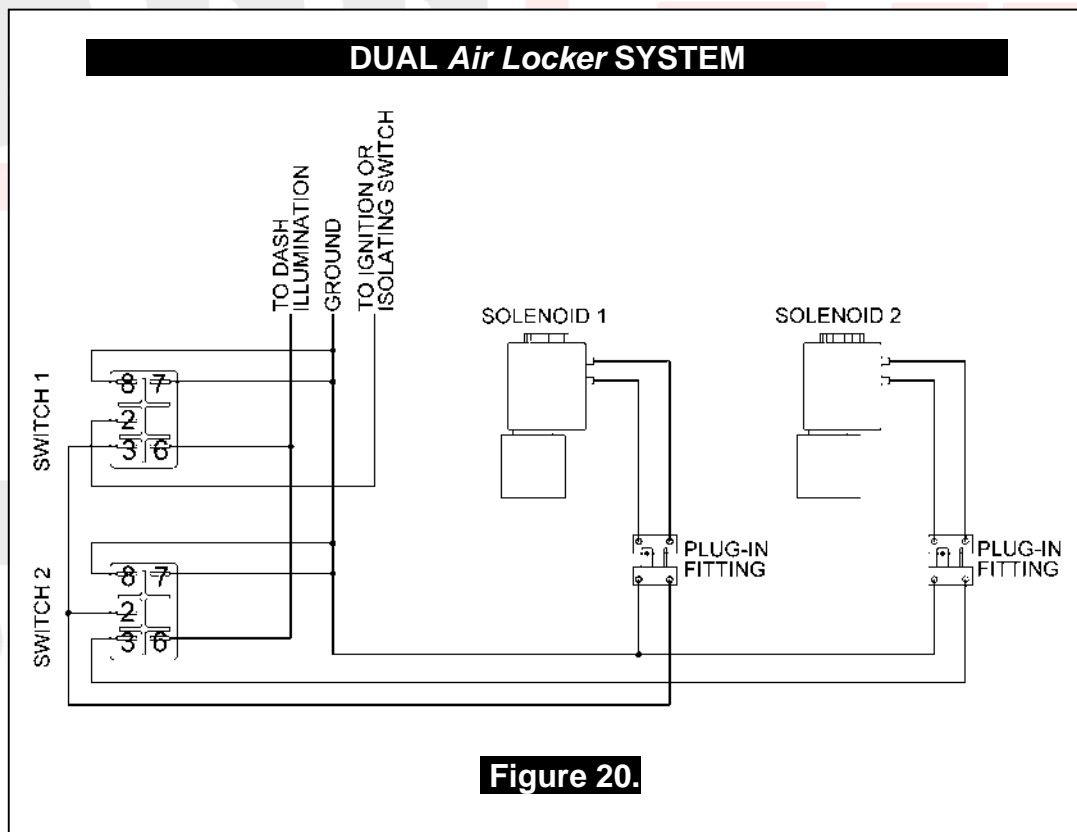 DUAL Air Locker SYSTEM
TO DASH
ILLUMINATION
GROUND
TO IGNITION OR
ISOLATING SWITCH
SOLENOID 1
SOLENOID 2
SWITCH 1
8 7
2
3 6
SWITCH 2
8 7
2
3 6
PLUG-IN
FITTING
PLUG-IN
FITTING
Figure 20.